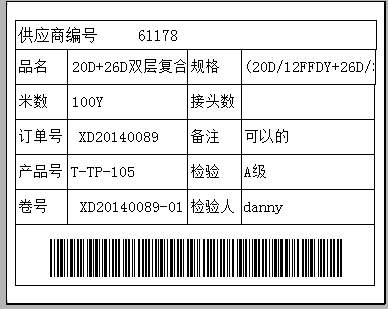 供应商编号 61178
品名 20D+26D双层复合 规格 (20D/12FFDY+26D/
米数 100Y 接头数
订单号 XD20140089 备注 可以的
产品号 T-TP-105 检验 A级
卷号 XD20140089-01 检验人 danny